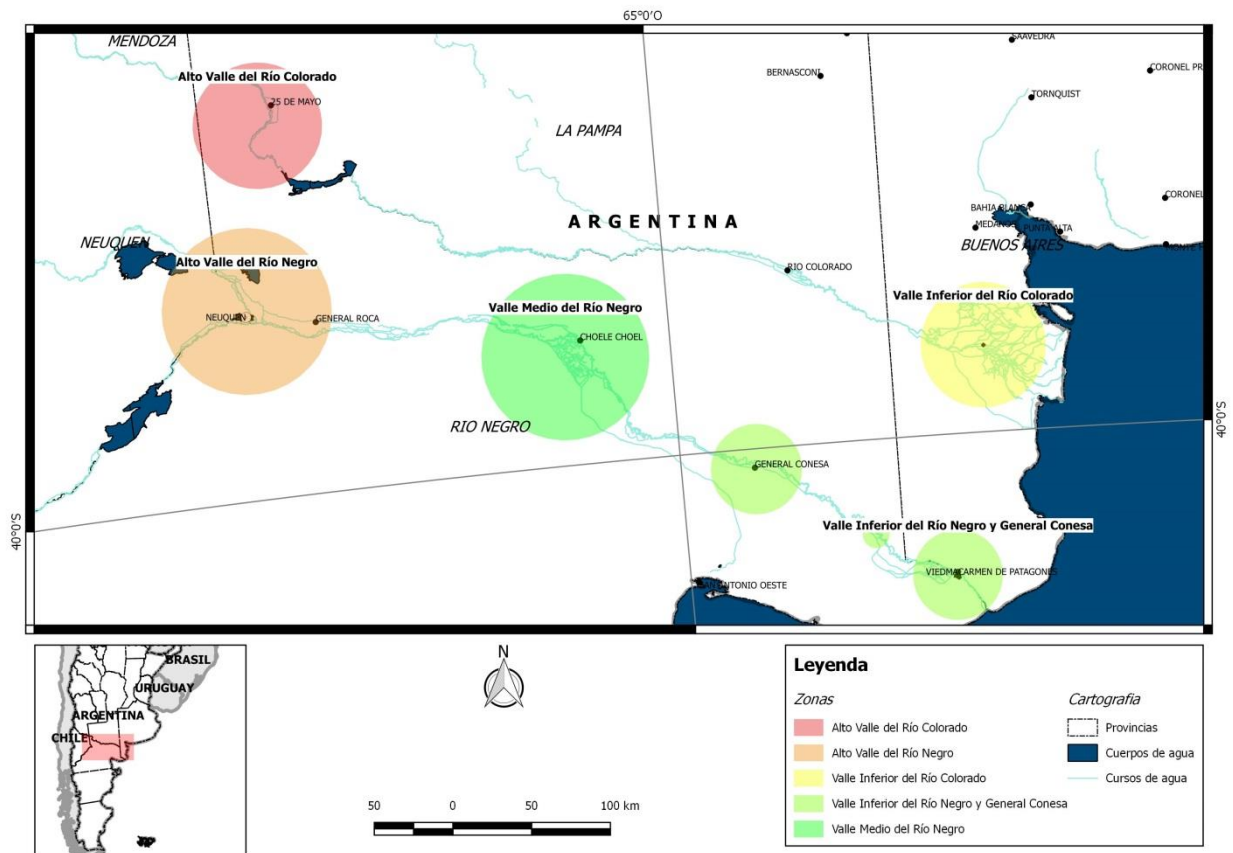 65°0'O
MENDOZA
SAAVEDRA
Alto Valle del Río Colorado
BERNASCONI
CORONEL PR
25 DE MAYO
TORNQUIST
LA PAMPA
CORONEL
ARGENTINA
BAHIA BLANCA
MEDANOS
PUNTA ALTA
NEUQUEN
BUENOS AIRES
Alto Valle del Río Negro
RIO COLORADO
Valle Medio del Río Negro
Valle Inferior del Río Colorado
NEUQUEN
GENERAL ROCA
CHOELE CHOEL
RIO NEGRO
40°0'S
GENERAL CONESA
40°0'S
Valle Inferior del Río Negro y General Conesa
VIEDMA CARMEN DE PATAGONES
SAN ANTONIO OESTE
BRASIL
URUGUAY
ARGENTINA
CHILE
N
50 0 50 100 km
Leyenda
Zonas
Alto Valle del Río Colorado
Alto Valle del Río Negro
Valle Inferior del Río Colorado
Valle Inferior del Río Negro y General Conesa
Valle Medio del Río Negro
Cartografia
Provincias
Cuerpos de agua
Cursos de agua